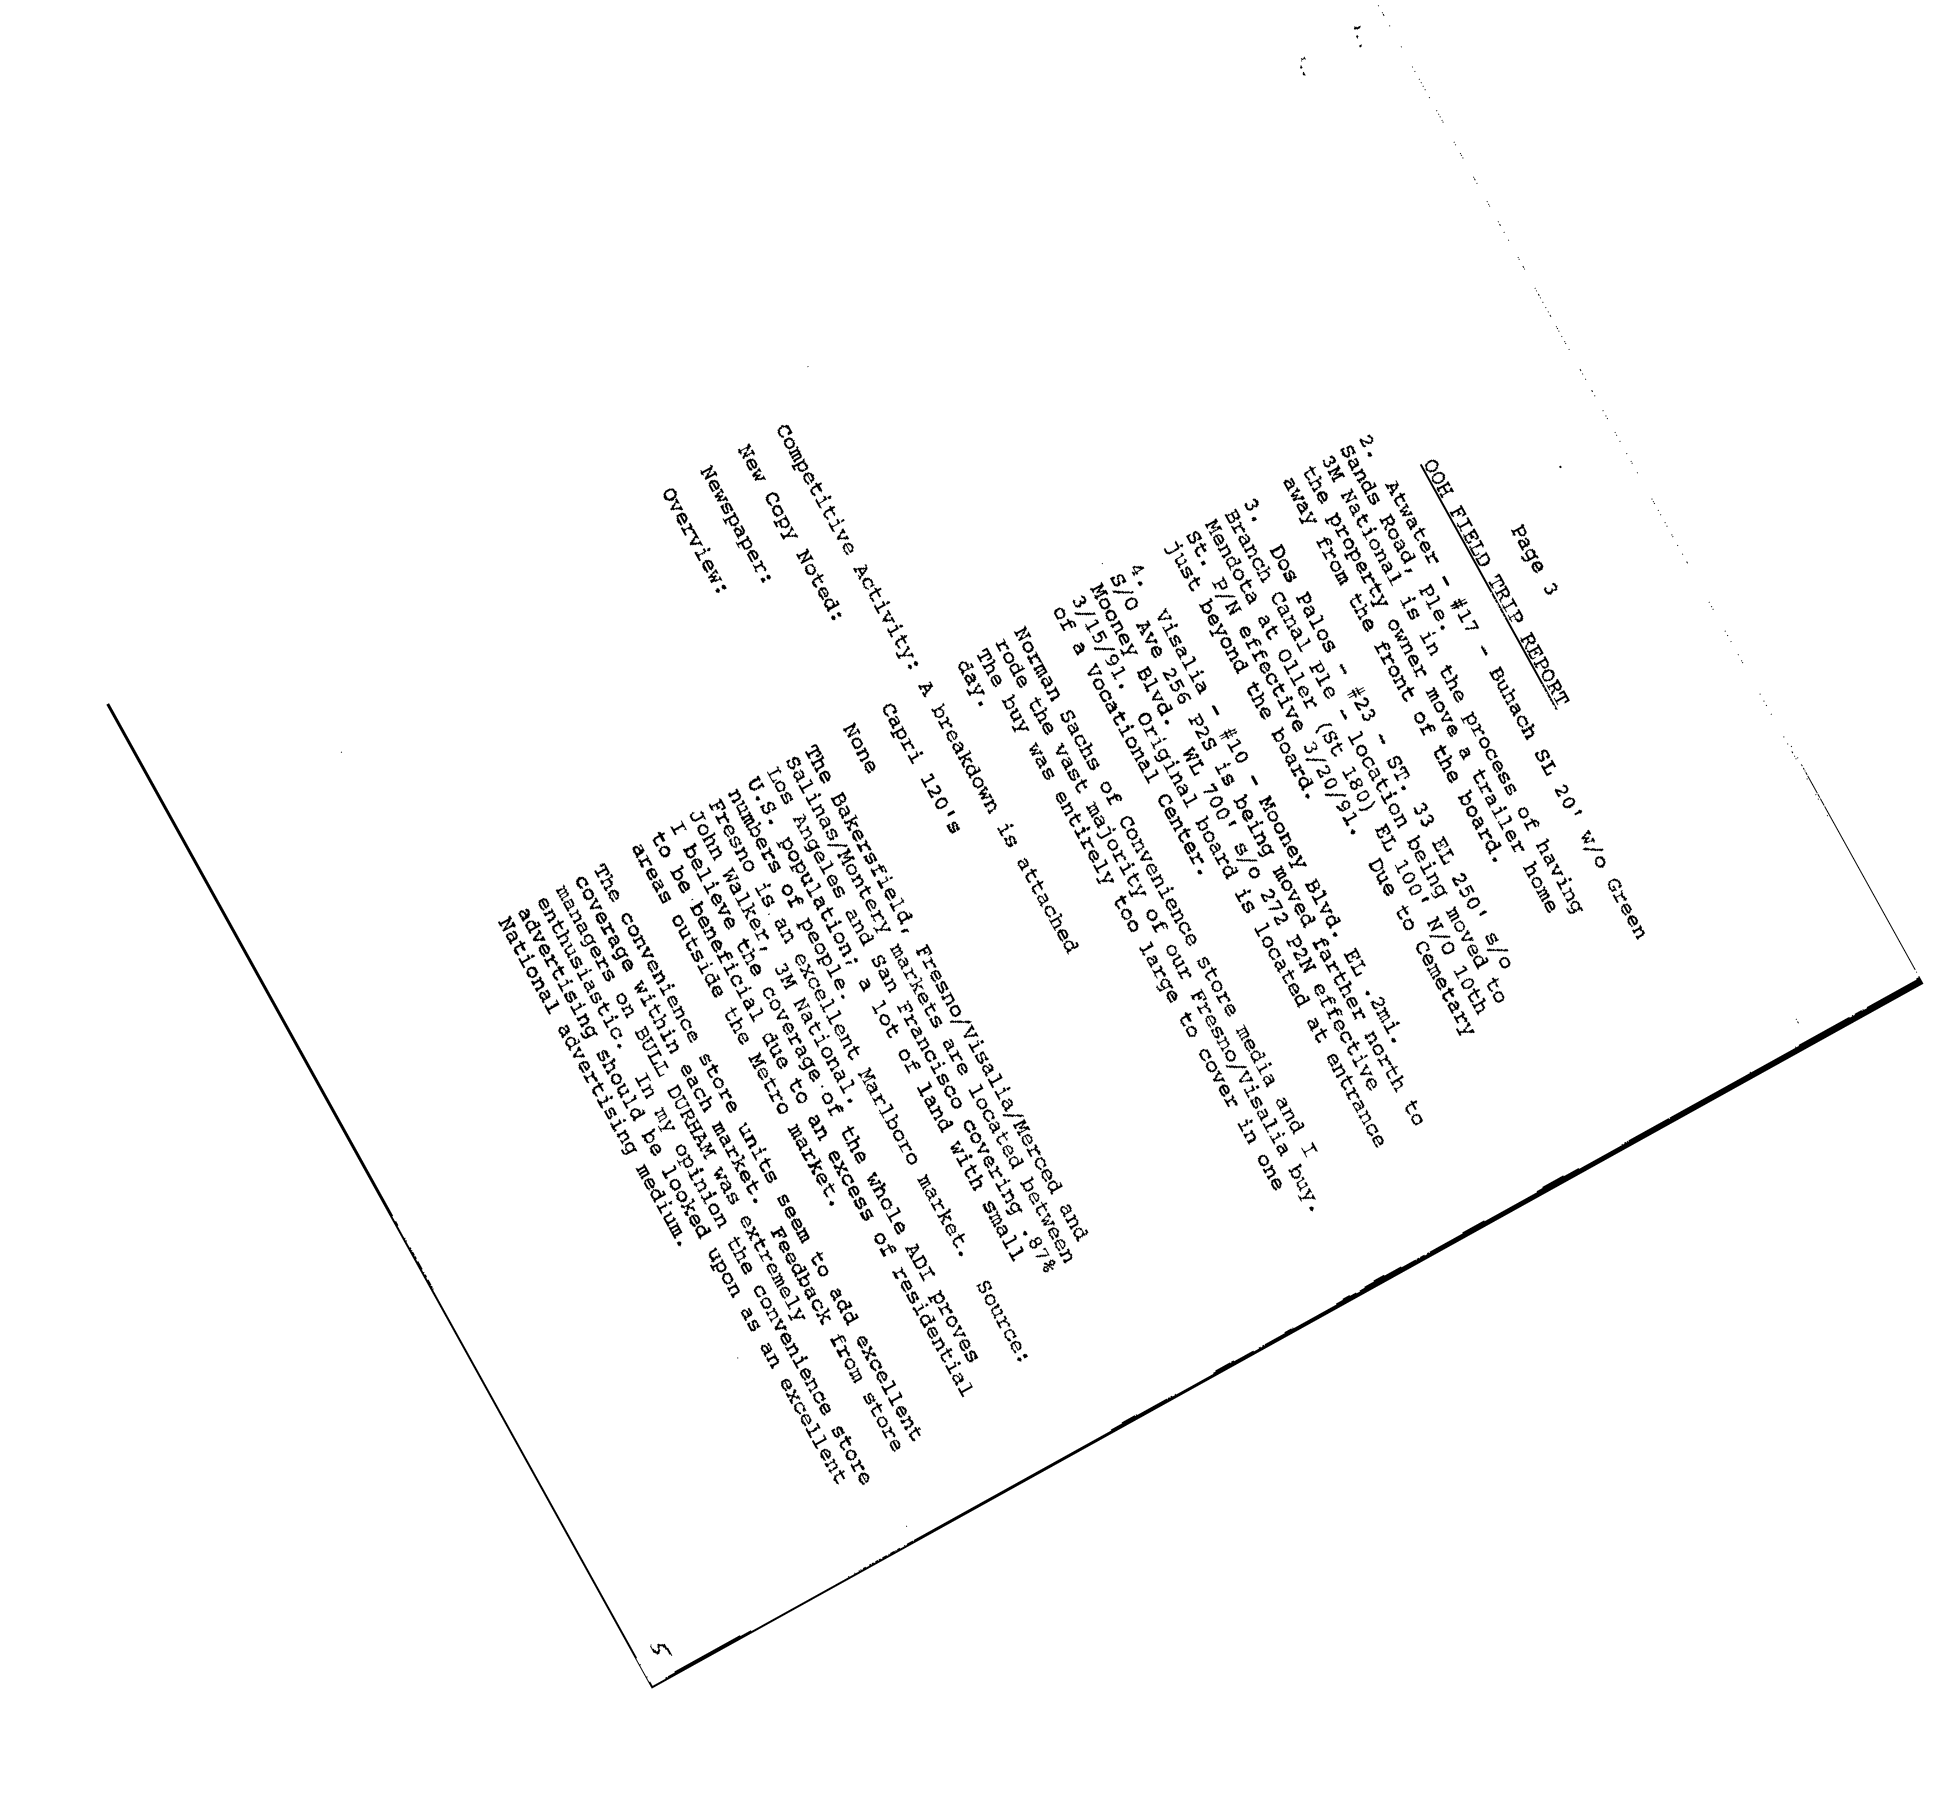 Page 3
OOH FIELD TRIP REPORT
2. Atwater - #17 - Buhach SL 20' w/o Green
Sands Road, Ple.
3M National is in the process of having
the property owner move a trailer home
away from the front of the board.
3. Dos Palos - #23 - ST. 33 EL 250' s/o
Branch Canal Ple - location being moved to
Mendota at Oller (St 180) EL 100' N/O 10th
St. P/N effective 3/20/91. Due to Cemetary
just beyond the board.
4. Visalia - #10 - Mooney Blvd. EL .2mi.
S/O Ave 256 P2S is being moved farther north to
Mooney Blvd. WL 700' s/o 272 P2N effective
3/15/91. Original board is located at entrance
of a Vocational Center.
Norman Sachs of Convenience store media and I
rode the vast majority of our Fresno/Visalia buy.
The buy was entirely too large to cover in one
day.
Competitive Activity: A breakdown is attached
New Copy Noted: Capri 120's
Newspaper: None
Overview: The Bakersfield, Fresno/Visalia/Merced and
Salinas/Montery markets are located between
Los Angeles and San Francisco covering .87%
U.S. population; a lot of land with small
numbers of people.
Fresno is an excellent Marlboro market. Source:
John Walker, 3M National.
I believe the coverage of the whole ADI proves
to be beneficial due to an excess of residential
areas outside the Metro market.
The convenience store units seem to add excellent
coverage within each market. Feedback from store
managers on BULL DURHAM was extremely
enthusiastic. In my opinion the convenience store
advertising should be looked upon as an excellent
National advertising medium.
5